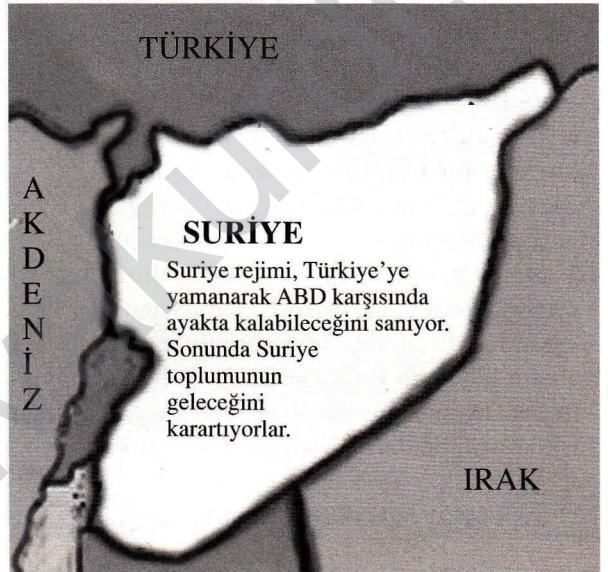 TÜRKİYE
AKDENİZ
SURİYE
Suriye rejimi, Türkiye'ye
yamanarak ABD karşısında
ayakta kalabileceğini sanıyor.
Sonunda Suriye
toplumunun
geleceğini
karartıyorlar.
IRAK